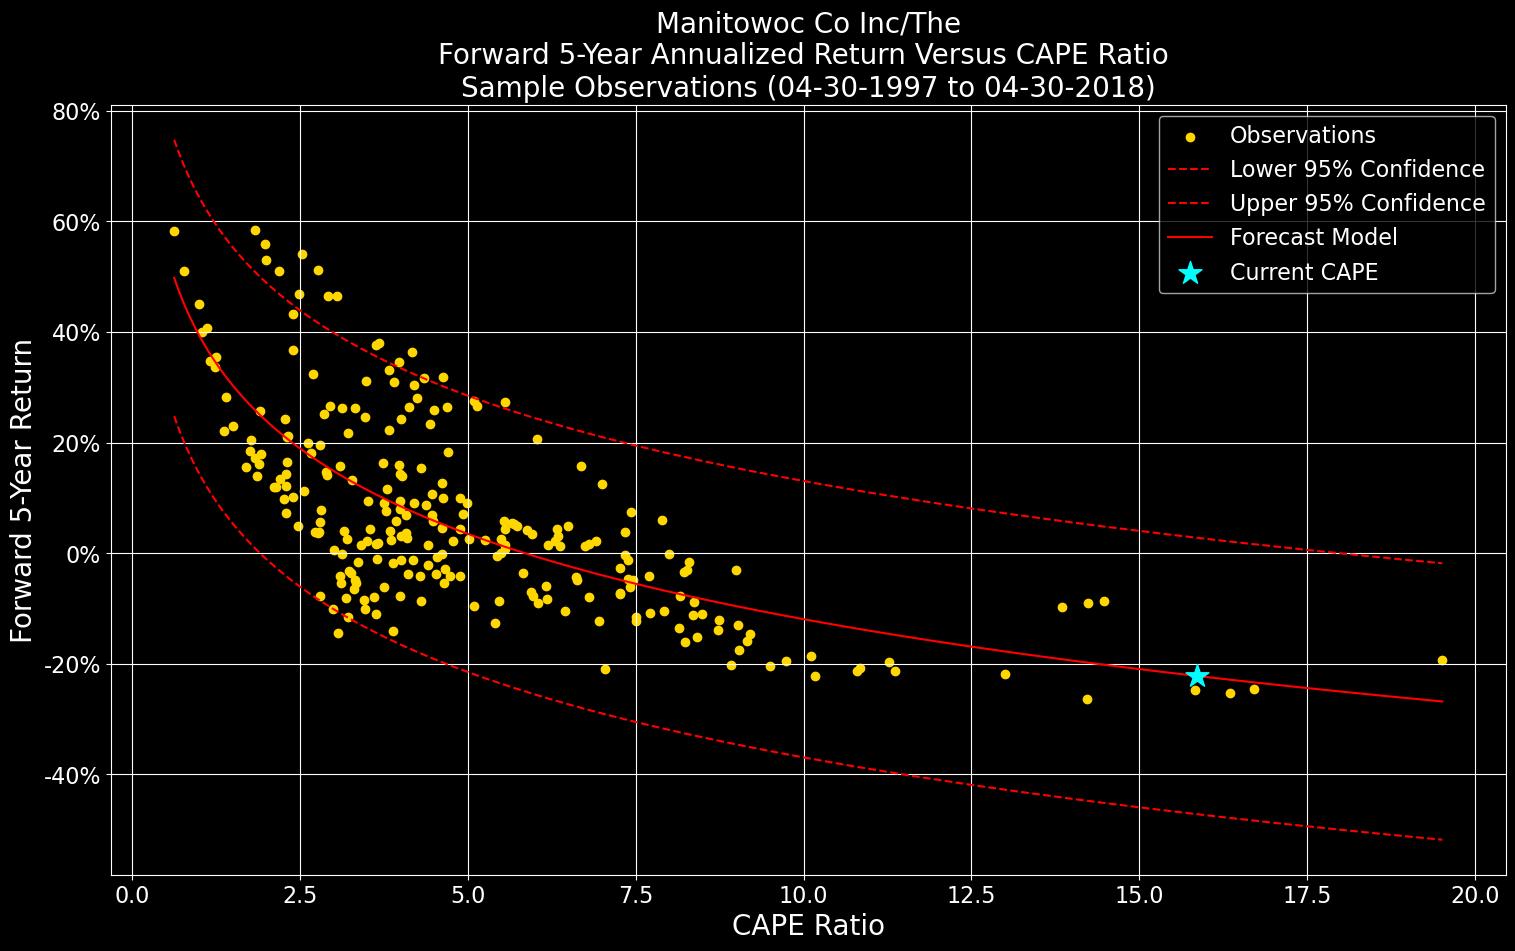 Manitowoc Co Inc/The
Forward 5-Year Annualized Return Versus CAPE Ratio
Sample Observations (04-30-1997 to 04-30-2018)
Observations
Lower 95% Confidence
Upper 95% Confidence
Forecast Model
Current CAPE
Forward 5-Year Return
80%
60%
40%
20%
0%
-20%
-40%
0.0 2.5 5.0 7.5 10.0 12.5 15.0 17.5 20.0
CAPE Ratio